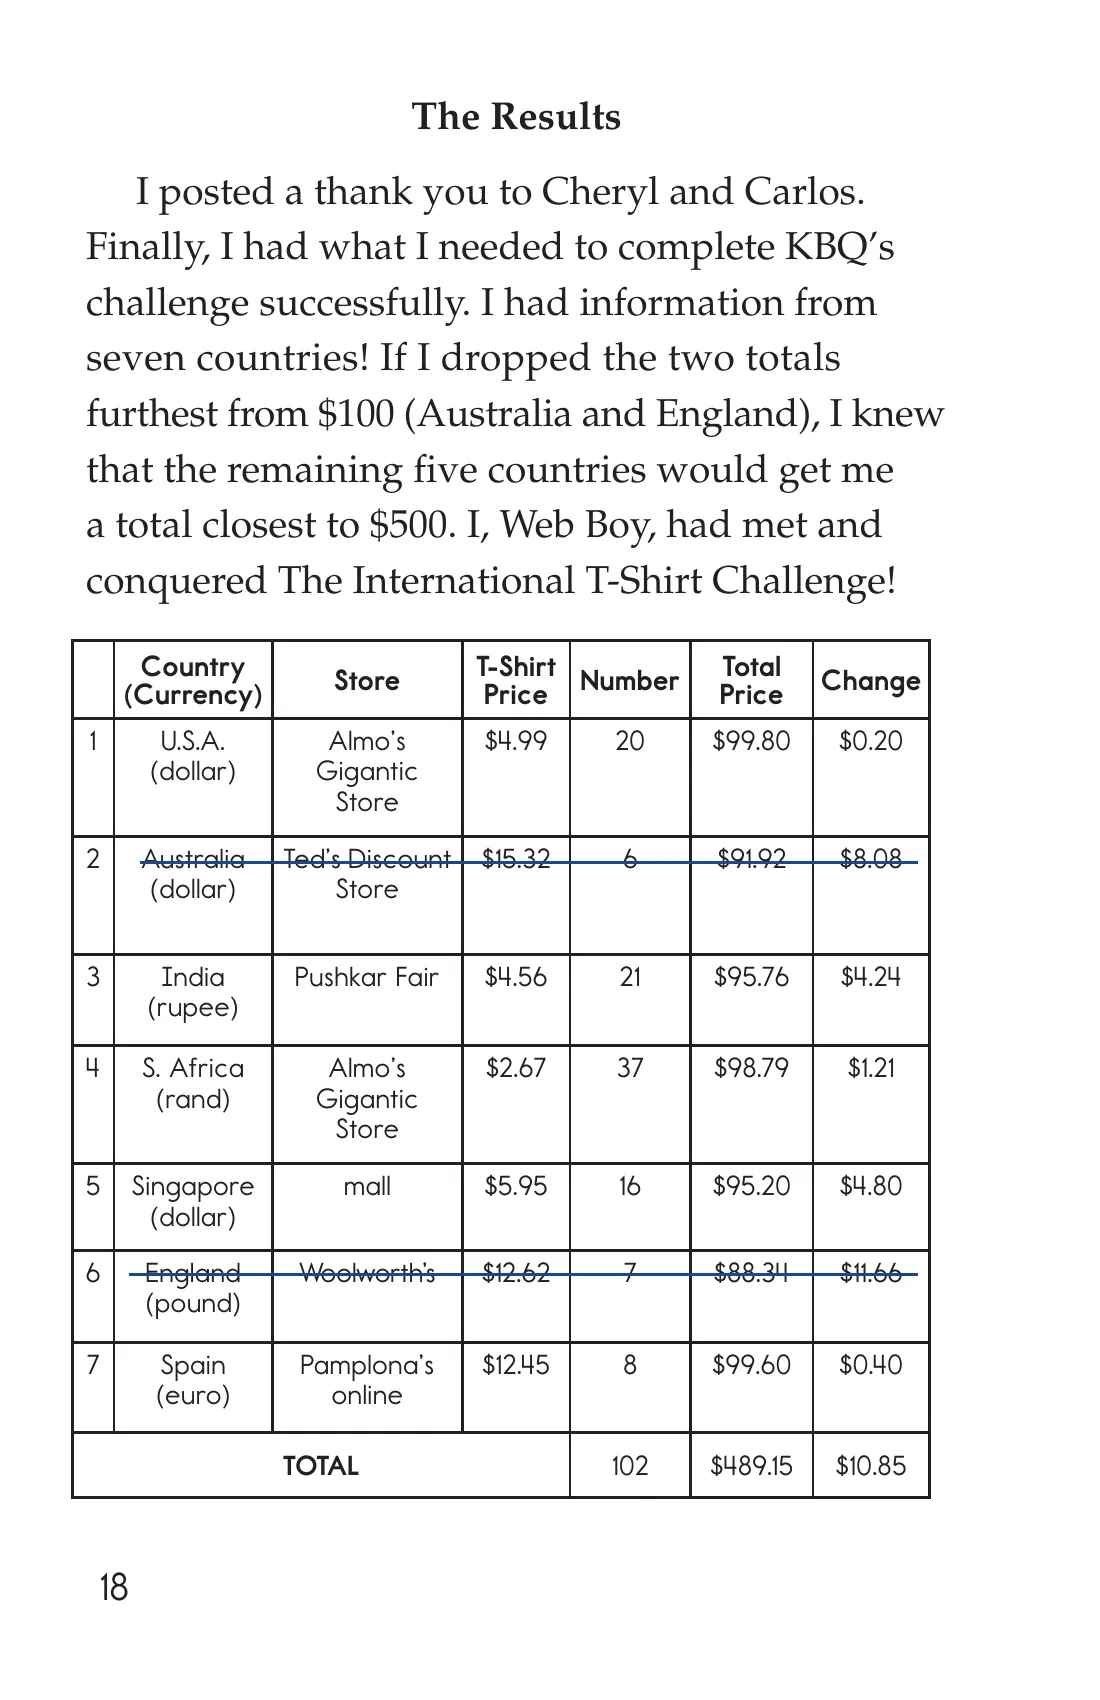 The Results
I posted a thank you to Cheryl and Carlos.
Finally, I had what I needed to complete KBQ’s
challenge successfully. I had information from
seven countries! If I dropped the two totals
furthest from $100 (Australia and England), I knew
that the remaining five countries would get me
a total closest to $500. I, Web Boy, had met and
conquered The International T-Shirt Challenge!
Country (Currency) Store T-Shirt Price Number Total Price Change
1 U.S.A. (dollar) Almo’s Gigantic Store $4.99 20 $99.80 $0.20
2 Australia (dollar) Ted’s Discount Store $15.32 6 $91.92 $8.08
3 India (rupee) Pushkar Fair $4.56 21 $95.76 $4.24
4 S. Africa (rand) Almo’s Gigantic Store $2.67 37 $98.79 $1.21
5 Singapore (dollar) mall $5.95 16 $95.20 $4.80
6 England (pound) Woolworth’s $12.62 7 $88.34 $11.66
7 Spain (euro) Pamplona’s online $12.45 8 $99.60 $0.40
TOTAL 102 $489.15 $10.85
18